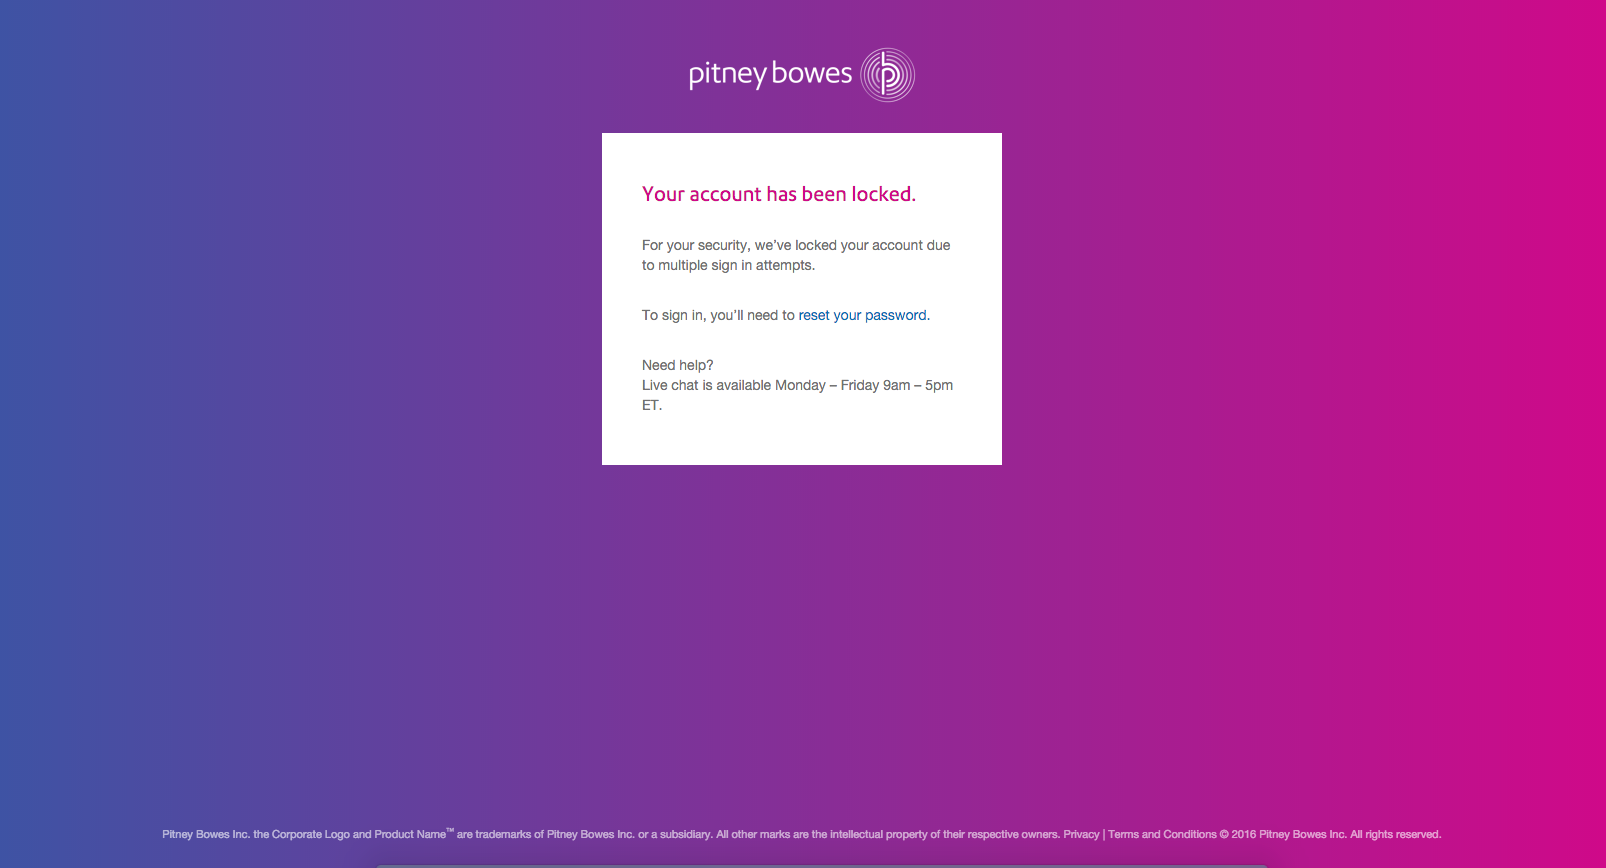 pitney bowes
Your account has been locked.
For your security, we’ve locked your account due
to multiple sign in attempts.
To sign in, you’ll need to reset your password.
Need help?
Live chat is available Monday – Friday 9am – 5pm
ET.
Pitney Bowes Inc. the Corporate Logo and Product Name™ are trademarks of Pitney Bowes Inc. or a subsidiary. All other marks are the intellectual property of their respective owners. Privacy | Terms and Conditions © 2016 Pitney Bowes Inc. All rights reserved.